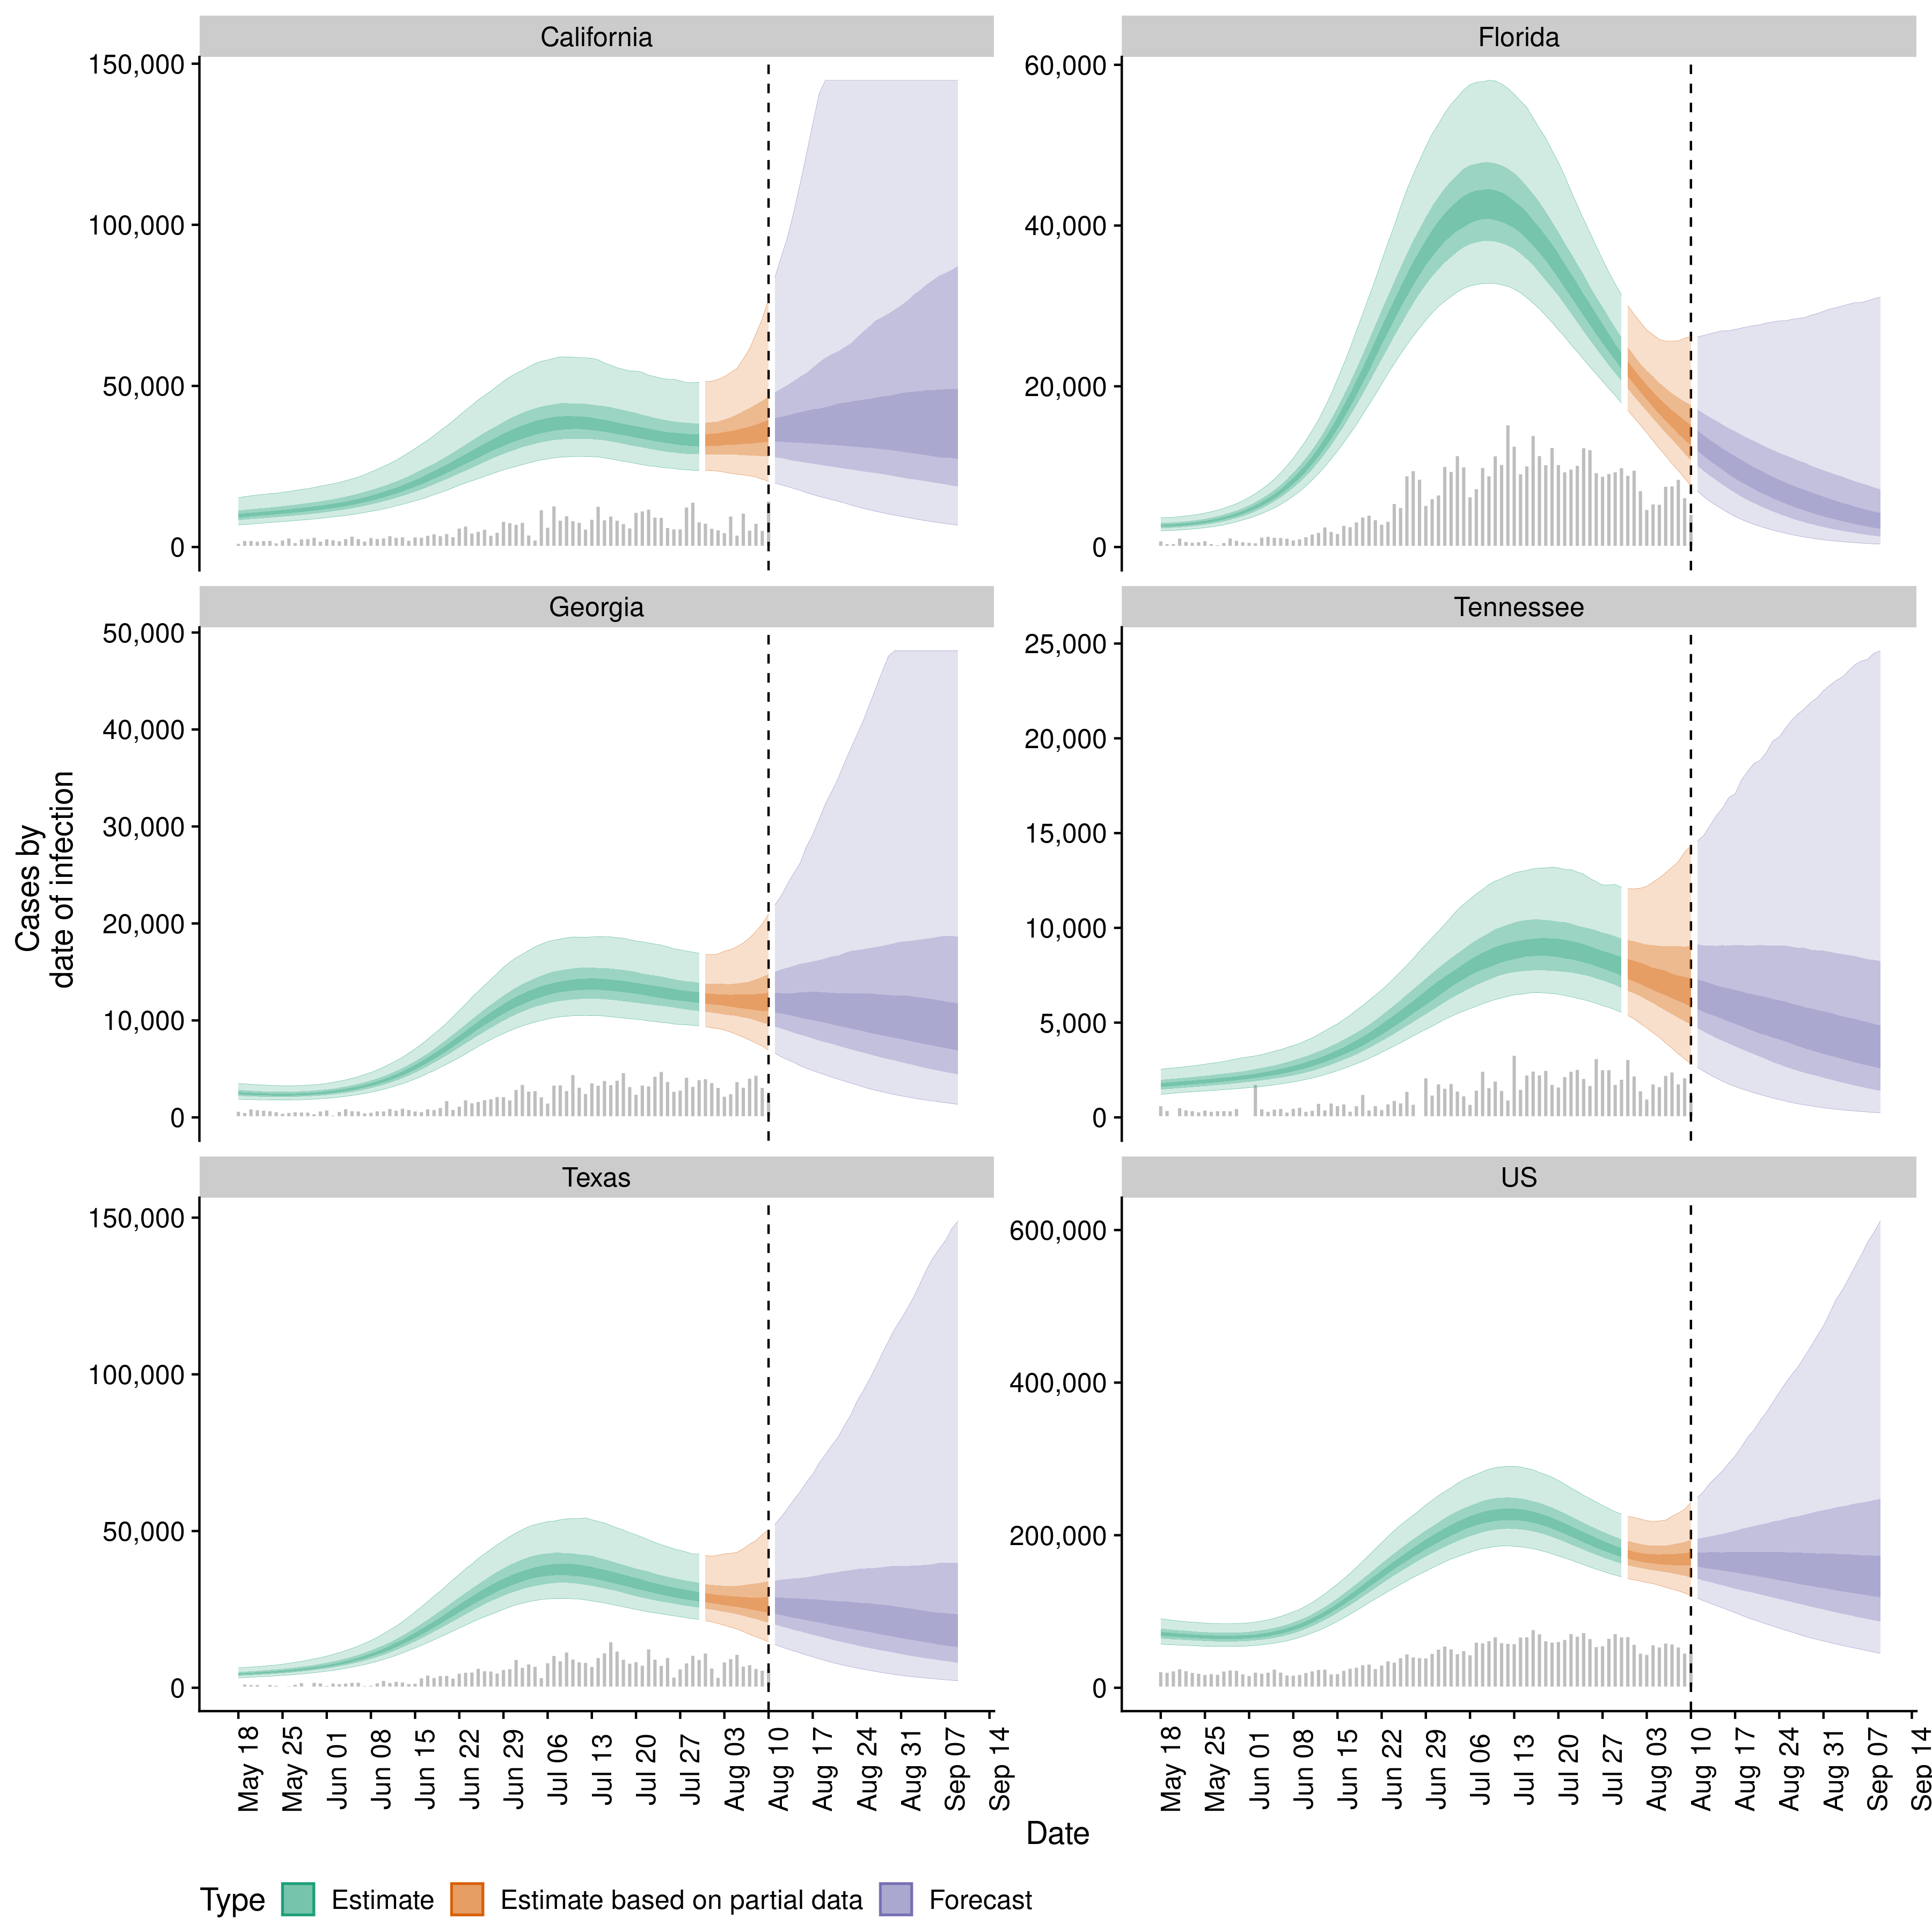 California
Florida
150,000
100,000
50,000
0
60,000
40,000
20,000
0
Georgia
Tennessee
50,000
40,000
30,000
20,000
10,000
0
25,000
20,000
15,000
10,000
5,000
0
Texas
US
150,000
100,000
50,000
0
600,000
400,000
200,000
0
Cases by
date of infection
May 18
May 25
Jun 01
Jun 08
Jun 15
Jun 22
Jun 29
Jul 06
Jul 13
Jul 20
Jul 27
Aug 03
Aug 10
Aug 17
Aug 24
Aug 31
Sep 07
Sep 14
May 18
May 25
Jun 01
Jun 08
Jun 15
Jun 22
Jun 29
Jul 06
Jul 13
Jul 20
Jul 27
Aug 03
Aug 10
Aug 17
Aug 24
Aug 31
Sep 07
Sep 14
Date
Type Estimate Estimate based on partial data Forecast